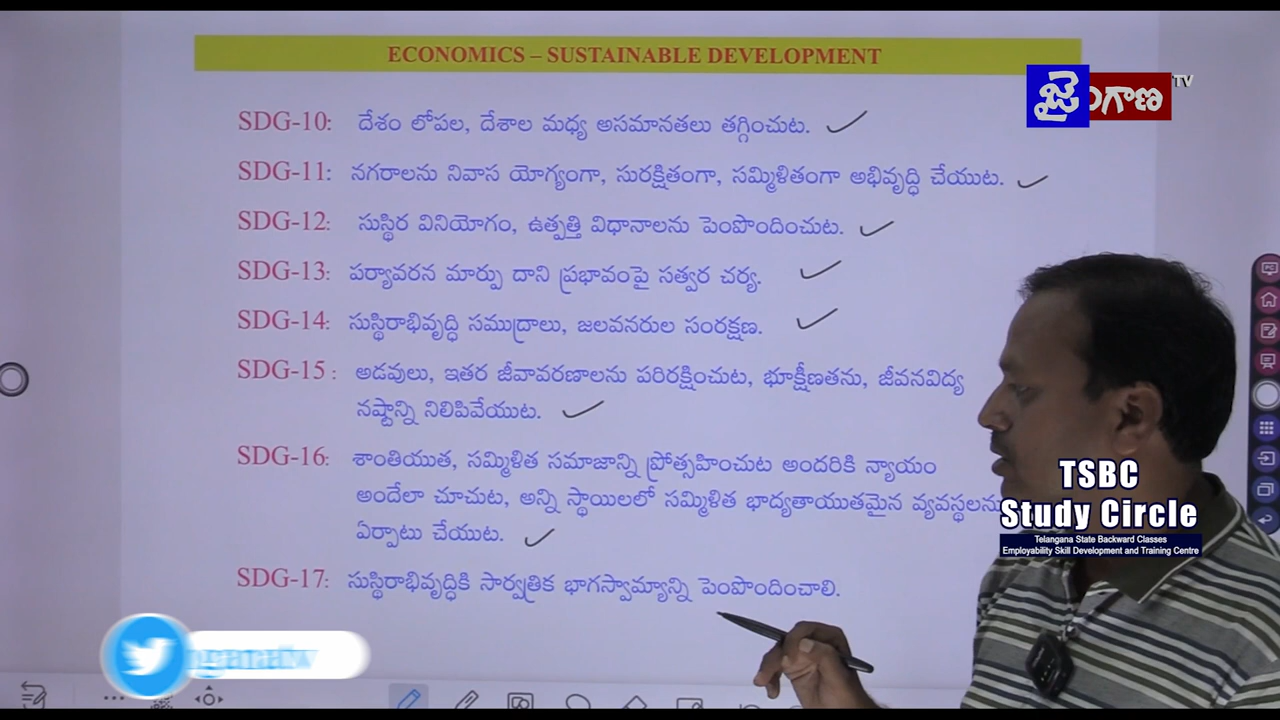 ECONOMICS – SUSTAINABLE DEVELOPMENT
జైంగాణ TV
SDG-10: దేశం లోపల, దేశాల మధ్య అసమానతలు తగ్గించుట.
SDG-11: నగరాలను నివాస యోగ్యంగా, సురక్షితంగా, సమ్మిళితంగా అభివృద్ధి చేయుట.
SDG-12: సుస్థిర వినియోగం, ఉత్పత్తి విధానాలను పెంపొందించుట.
SDG-13: పర్యావరన మార్పు దాని ప్రభావంపై సత్వర చర్య.
SDG-14: సుస్థిరాభివృద్ధి సముద్రాలు, జలవనరుల సంరక్షణ.
SDG-15: అడవులు, ఇతర జీవావరణాలను పరిరక్షించుట, భూక్షీణతను, జీవనవిద్య
నష్టాన్ని నిలిపివేయుట.
SDG-16: శాంతియుత, సమ్మిళిత సమాజాన్ని ప్రోత్సహించుట అందరికి న్యాయం
అందేలా చూచుట, అన్ని స్థాయిలలో సమ్మిళిత భాద్యతాయుతమైన వ్యవస్థలను
ఏర్పాటు చేయుట.
SDG-17: సుస్థిరాభివృద్ధికి సార్వత్రిక భాగస్వామ్యాన్ని పెంపొందించాలి.
TSBC
Study Circle
Telangana State Backward Classes
Employability Skill Development and Training Centre